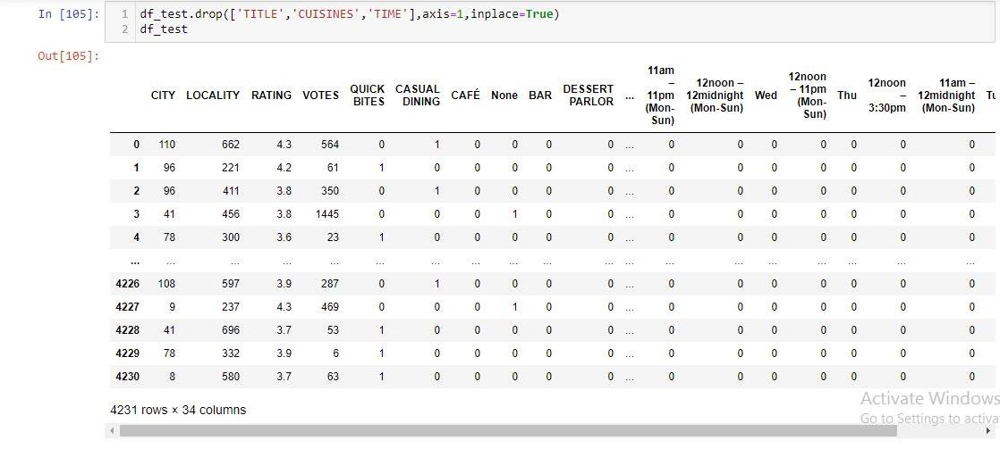 In [105]:
1 df_test.drop(['TITLE','CUISINES','TIME'],axis=1,inplace=True)
2 df_test
Out[105]:
CITY LOCALITY RATING VOTES QUICK BITES CASUAL DINING CAFÉ None BAR DESSERT PARLOR ... 11am – 11pm (Mon-Sun) 12noon – 12midnight (Mon-Sun) Wed 12noon – 11pm (Mon-Sun) Thu 12noon – 3:30pm 11am – 12midnight (Mon-Sun)
0 110 662 4.3 564 0 1 0 0 0 0 ... 0 0 0 0 0 0 0
1 96 221 4.2 61 1 0 0 0 0 0 ... 0 0 0 0 0 0 0
2 96 411 3.8 350 0 1 0 0 0 0 ... 0 0 0 0 0 0 0
3 41 456 3.8 1445 0 0 0 1 0 0 ... 0 0 0 0 0 0 0
4 78 300 3.6 23 1 0 0 0 0 0 ... 0 0 0 0 0 0 0
... ... ... ... ... ... ... ... ... ... ... ... ... ... ... ... ... ... ...
4226 108 597 3.9 287 0 1 0 0 0 0 ... 0 0 0 0 0 0 0
4227 9 237 4.3 469 0 0 0 1 0 0 ... 0 0 0 0 0 0 0
4228 41 696 3.7 53 1 0 0 0 0 0 ... 0 0 0 0 0 0 0
4229 78 332 3.9 6 1 0 0 0 0 0 ... 0 0 0 0 0 0 0
4230 8 580 3.7 63 1 0 0 0 0 0 ... 0 0 0 0 0 0 0
4231 rows × 34 columns
Activate Windows
Go to Settings to activa